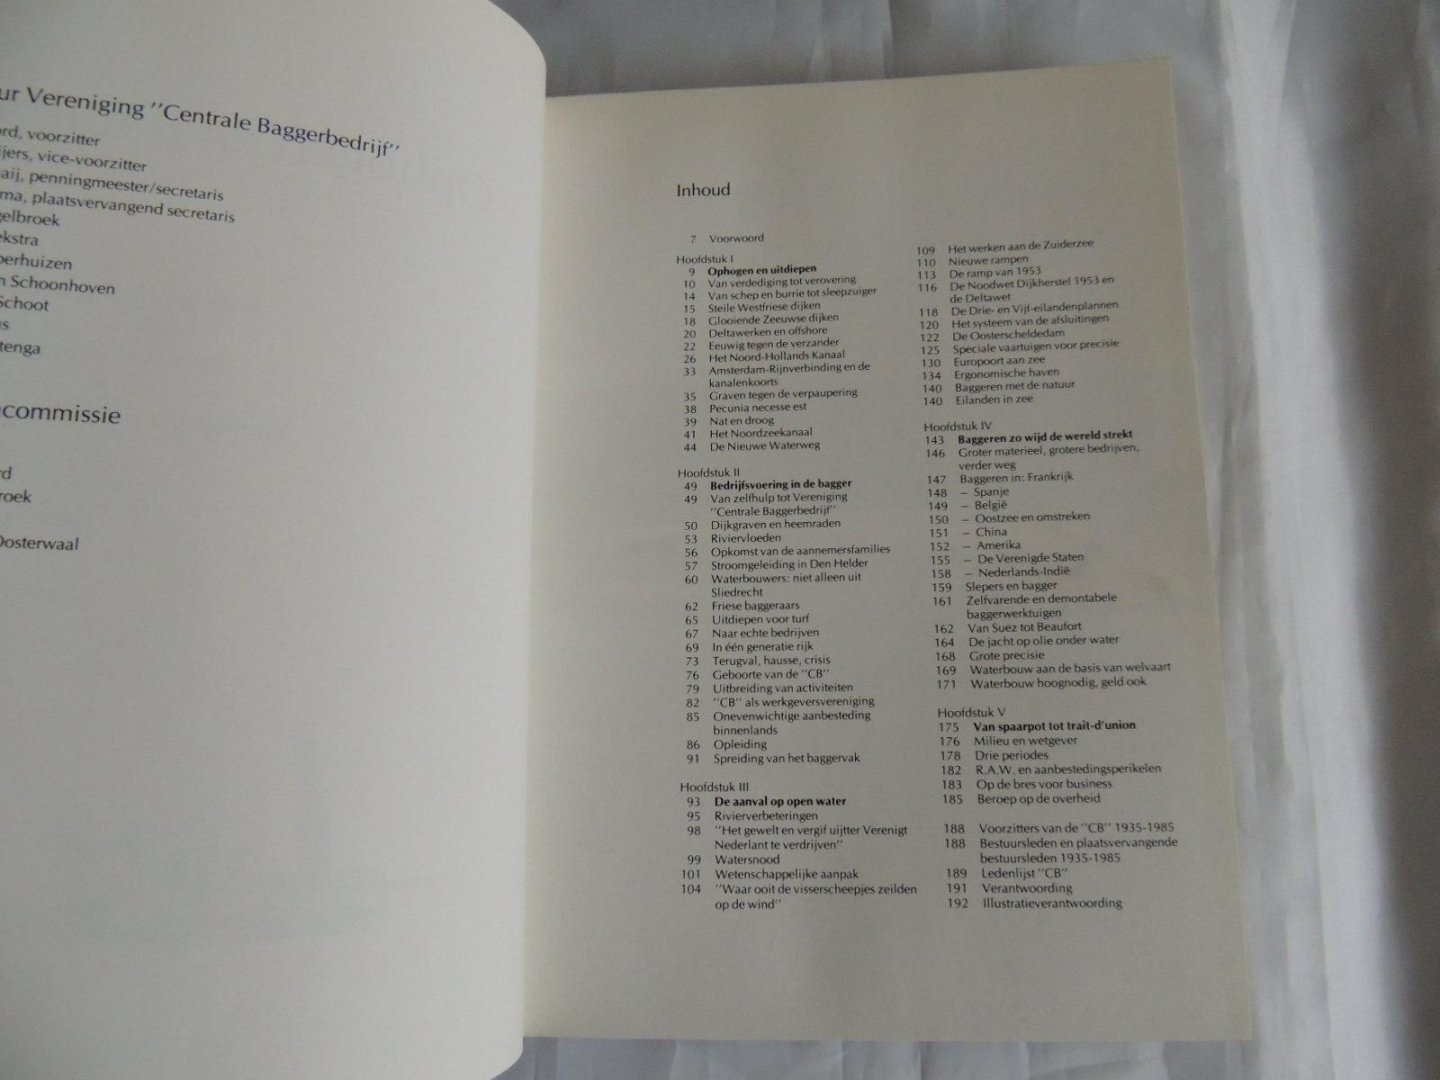 Vereniging "Centrale Baggerbedrijf"
voorzitter
vice-voorzitter
penningmeester/secretaris
plaatsvervangend secretaris
Schoonhoven
Schoot
Oosterwaal
Inhoud
7 Voorwoord
Hoofdstuk I
9 Ophogen en uitdiepen
10 Van verdediging tot verovering
14 Van schep en burrie tot sleepzuiger
15 Steile Westfriese dijken
18 Glooiende Zeeuwse dijken
20 Deltawerken en offshore
22 Eeuwig tegen de verzander
26 Het Noord-Hollands Kanaal
33 Amsterdam-Rijnverbinding en de
kanalenkoorts
35 Graven tegen de verpaupering
38 Pecunia necesse est
39 Nat en droog
41 Het Noordzeekanaal
44 De Nieuwe Waterweg
Hoofdstuk II
49 Bedrijfsvoering in de bagger
49 Van zelfhulp tot Vereniging
"Centrale Baggerbedrijf"
50 Dijkgraven en heemraden
53 Riviervloeden
56 Opkomst van de aannemersfamilies
57 Stroomgeleiding in Den Helder
60 Waterbouwers: niet alleen uit
Sliedrecht
62 Friese baggeraars
65 Uitdiepen voor turf
67 Naar echte bedrijven
69 In één generatie rijk
73 Terugval, hausse, crisis
76 Geboorte van de "CB"
79 Uitbreiding van activiteiten
82 "CB" als werkgeversvereniging
85 Onevenwichtige aanbesteding
binnenlands
86 Opleiding
91 Spreiding van het baggervak
Hoofdstuk III
93 De aanval op open water
95 Rivierverbeteringen
98 "Het gewelt en vergif uijtter Verenigt
Nederlant te verdrijven"
99 Watersnood
101 Wetenschappelijke aanpak
104 "Waar ooit de visserscheepjes zeilden
op de wind"
109 Het werken aan de Zuiderzee
110 Nieuwe rampen
113 De ramp van 1953
116 De Noodwet Dijkherstel 1953 en
de Deltawet
118 De Drie- en Vijf-eilandenplannen
120 Het systeem van de afsluitingen
122 De Oosterscheldedam
125 Speciale vaartuigen voor precisie
130 Europoort aan zee
134 Ergonomische haven
140 Baggeren met de natuur
140 Eilanden in zee
Hoofdstuk IV
143 Baggeren zo wijd de wereld strekt
146 Groter materieel, grotere bedrijven,
verder weg
147 Baggeren in: Frankrijk
148 – Spanje
149 – België
150 – Oostzee en omstreken
151 – China
152 – Amerika
155 – De Verenigde Staten
158 – Nederlands-Indië
159 Slepers en bagger
161 Zelfvarende en demontabele
baggerwerktuigen
162 Van Suez tot Beaufort
164 De jacht op olie onder water
168 Grote precisie
169 Waterbouw aan de basis van welvaart
171 Waterbouw hoognodig, geld ook
Hoofdstuk V
175 Van spaarpot tot trait-d'union
176 Milieu en wetgever
178 Drie periodes
182 R.A.W. en aanbestedingsperikelen
183 Op de bres voor business
185 Beroep op de overheid
188 Voorzitters van de "CB" 1935-1985
188 Bestuursleden en plaatsvervangende
bestuursleden 1935-1985
189 Ledenlijst "CB"
191 Verantwoording
192 Illustratieverantwoording